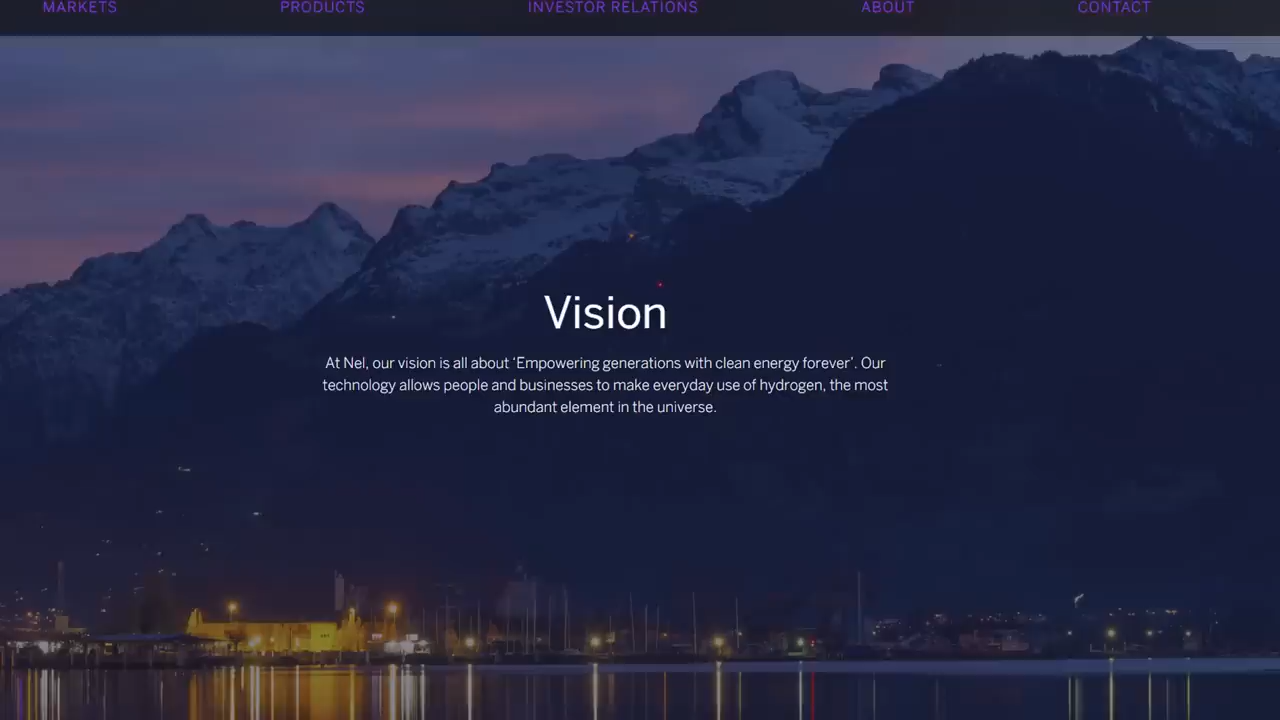 MARKETS PRODUCTS INVESTOR RELATIONS ABOUT CONTACT
Vision
At Nel, our vision is all about ‘Empowering generations with clean energy forever’. Our
technology allows people and businesses to make everyday use of hydrogen, the most
abundant element in the universe.